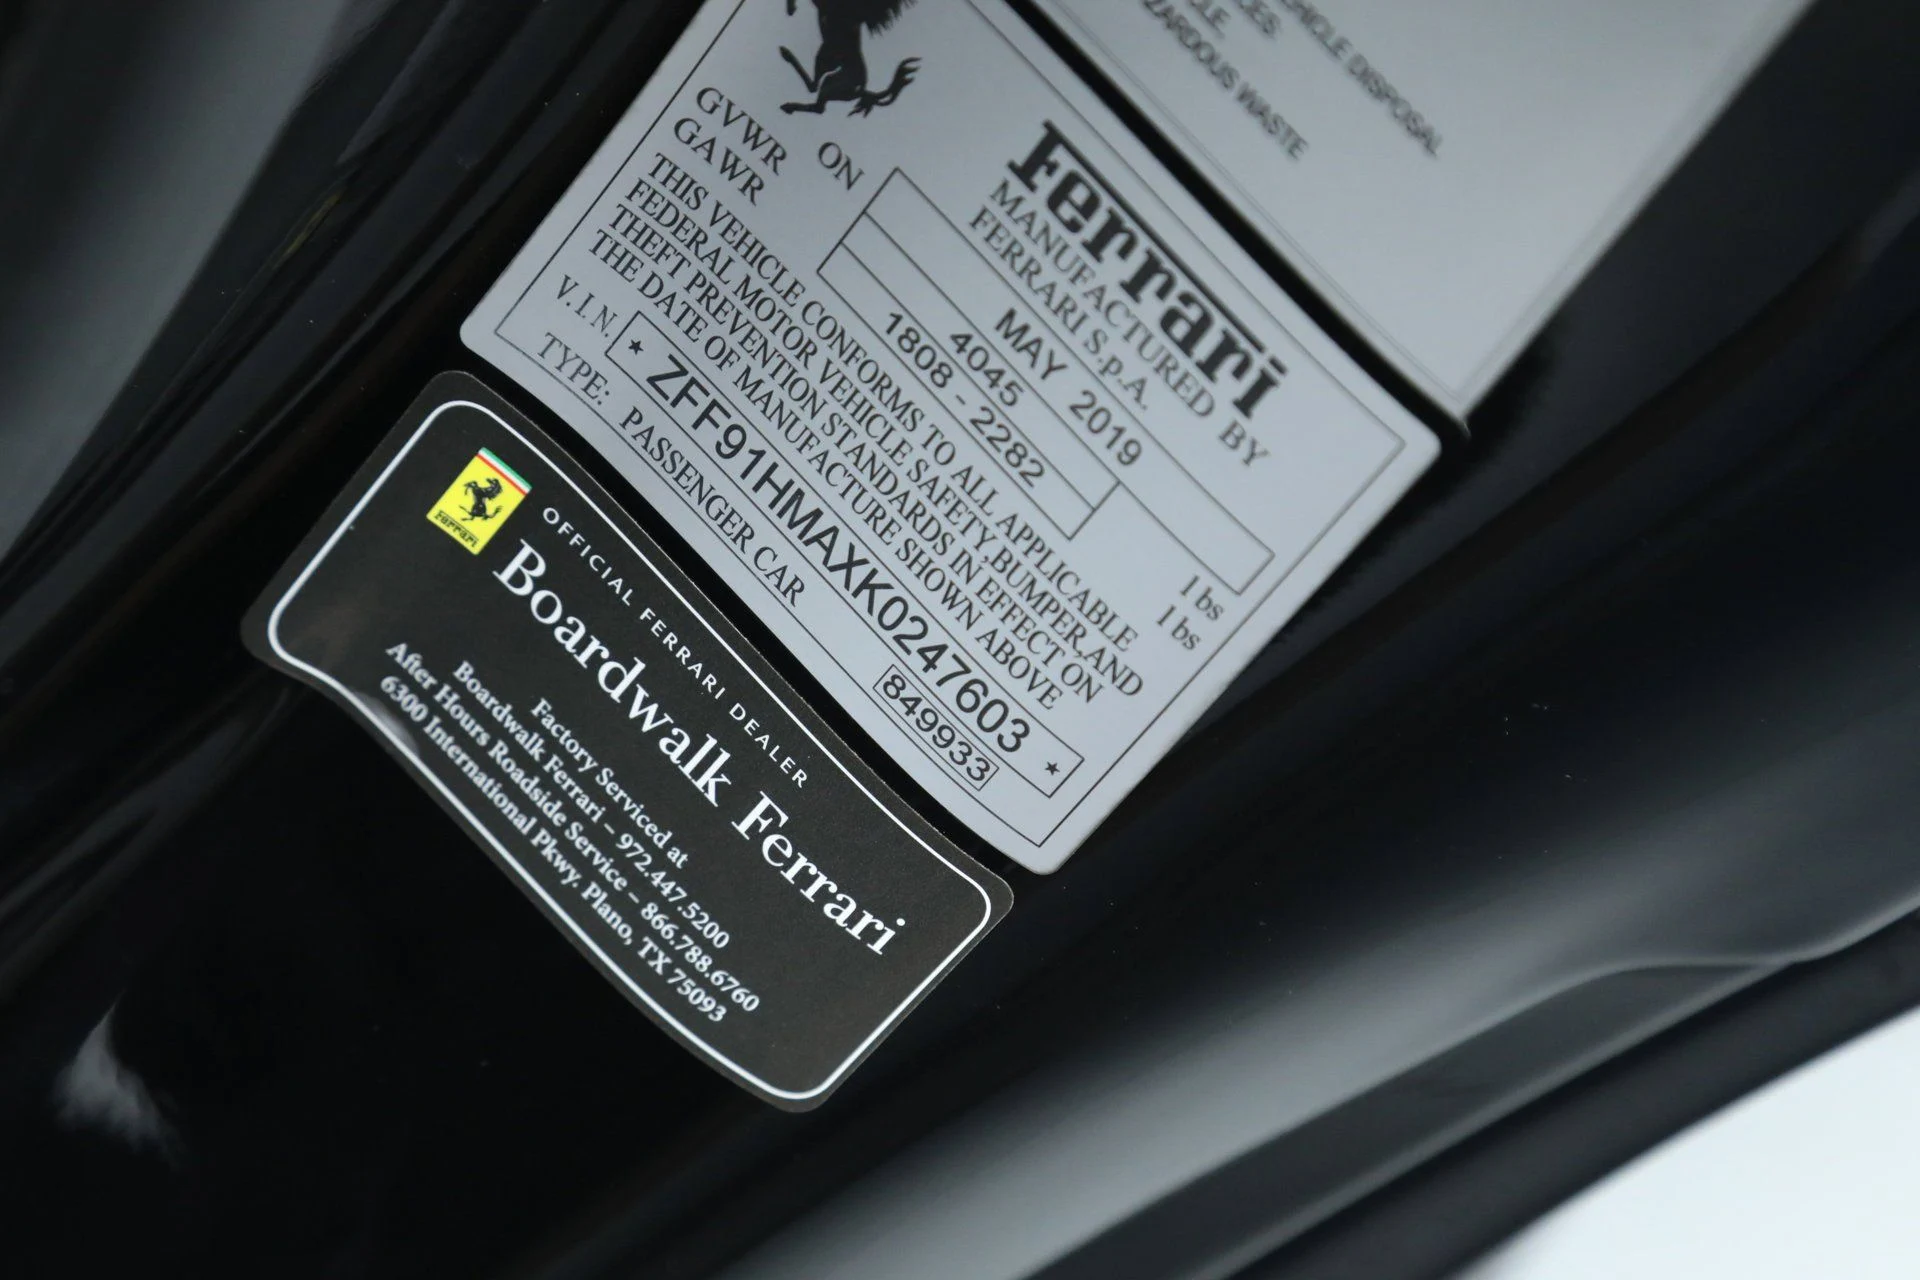 VEHICLE DISPOSAL
HAZARDOUS WASTE
Ferrari
MANUFACTURED BY
FERRARI S.p.A.
ON MAY 2019
GVWR 4045 lbs
GAWR 1808 - 2282 lbs
THIS VEHICLE CONFORMS TO ALL APPLICABLE
FEDERAL MOTOR VEHICLE SAFETY,BUMPER,AND
THEFT PREVENTION STANDARDS IN EFFECT ON
THE DATE OF MANUFACTURE SHOWN ABOVE
V.I.N. ★ ZFF91HMAXK0247603 ★
TYPE: PASSENGER CAR 849933
Ferrari
OFFICIAL FERRARI DEALER
Boardwalk Ferrari
Factory Serviced at
Boardwalk Ferrari – 972.447.5200
After Hours Roadside Service – 866.788.6760
6300 International Pkwy. Plano, TX 75093